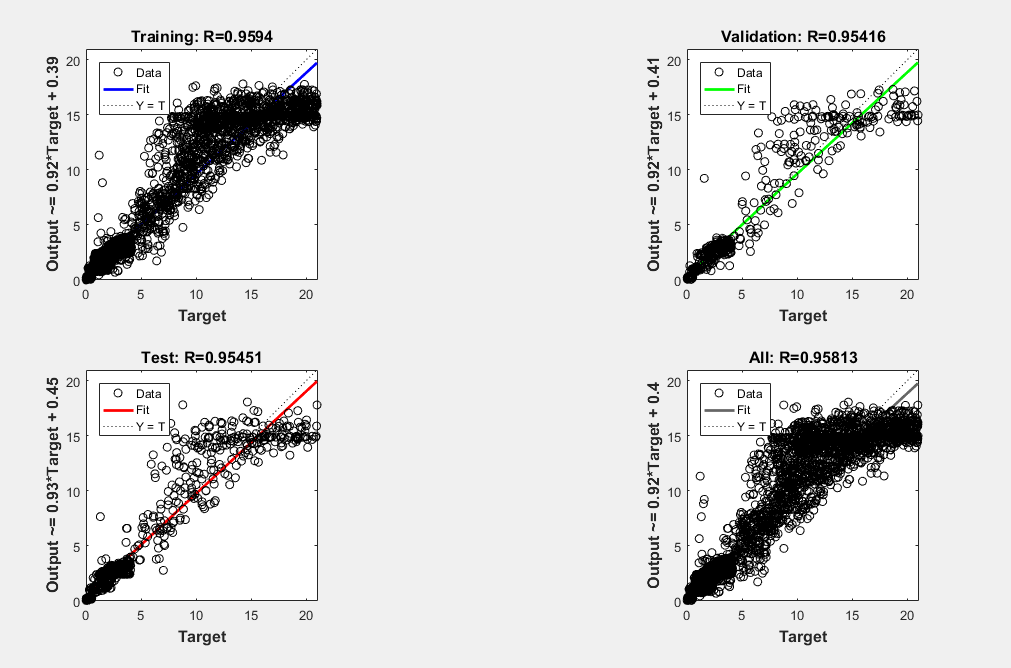 Training: R=0.9594
Output ~= 0.92*Target + 0.39
20
15
10
5
0
Data
Fit
Y = T
0 5 10 15 20
Target
Validation: R=0.95416
Output ~= 0.92*Target + 0.41
20
15
10
5
0
Data
Fit
Y = T
0 5 10 15 20
Target
Test: R=0.95451
Output ~= 0.93*Target + 0.45
20
15
10
5
0
Data
Fit
Y = T
0 5 10 15 20
Target
All: R=0.95813
Output ~= 0.92*Target + 0.4
20
15
10
5
0
Data
Fit
Y = T
0 5 10 15 20
Target